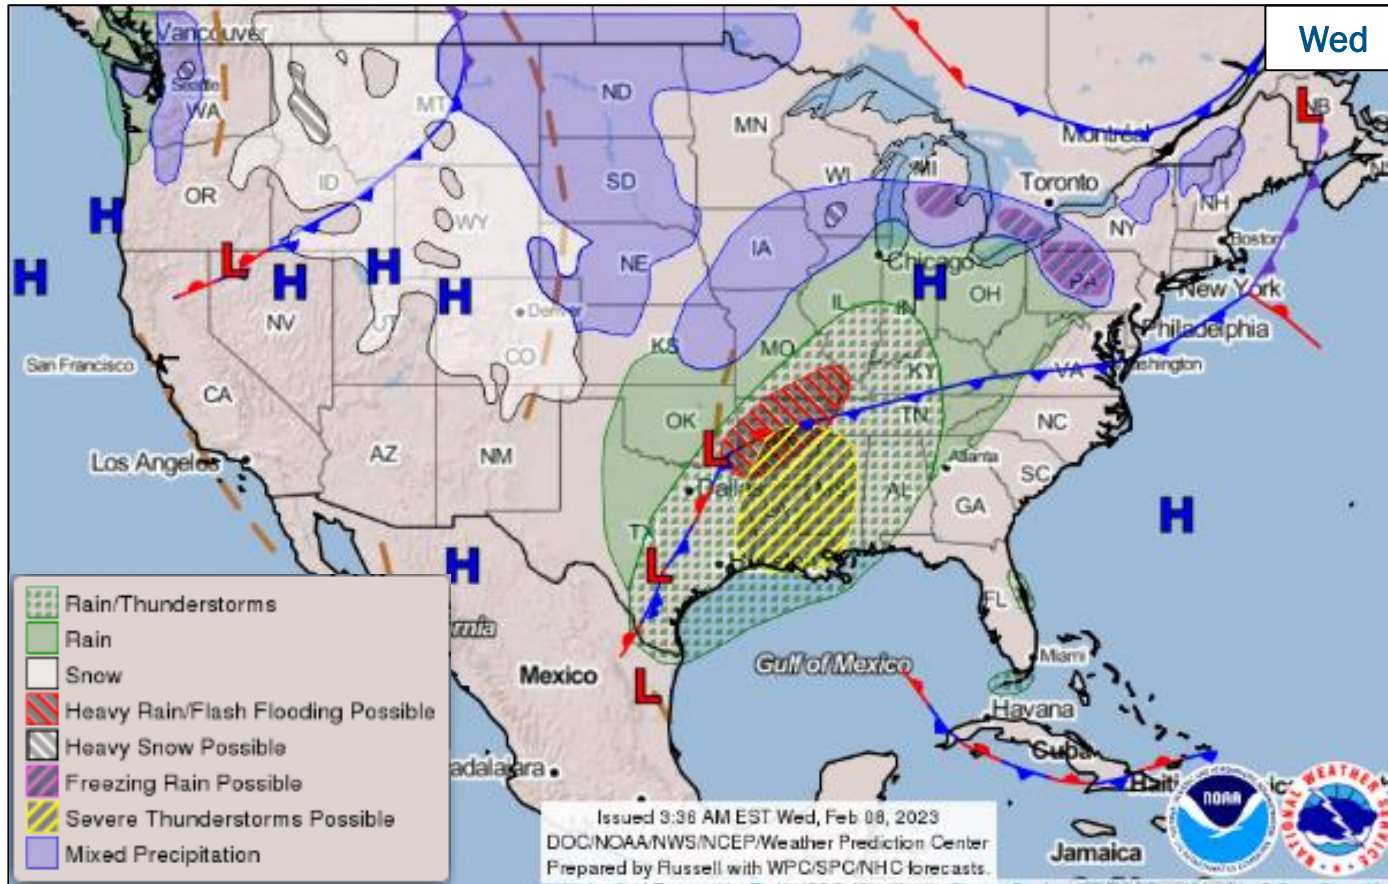 Wed
Vancouver
Seattle
WA
MT
ND
MN
Montréal
NB
OR
ID
SD
WI
MI
Toronto
WY
NH
NY
Boston
IA
NE
Chicago
PA
New York
NV
UT
Denver
IL
IN
OH
Philadelphia
San Francisco
CO
KS
MO
KY
VA
Washington
CA
OK
TN
NC
Los Angeles
AZ
NM
Dallas
Atlanta
SC
MS
AL
GA
TX
FL
H
H
H
H
H
H
H
H
L
L
L
L
L
Miami
Gulf of Mexico
Mexico
Havana
Cuba
Jamaica
Rain/Thunderstorms
Rain
Snow
Heavy Rain/Flash Flooding Possible
Heavy Snow Possible
Freezing Rain Possible
Severe Thunderstorms Possible
Mixed Precipitation
Issued 3:36 AM EST Wed, Feb 08, 2023
DOC/NOAA/NWS/NCEP/Weather Prediction Center
Prepared by Russell with WPC/SPC/NHC forecasts.
NOAA
NATIONAL WEATHER SERVICE